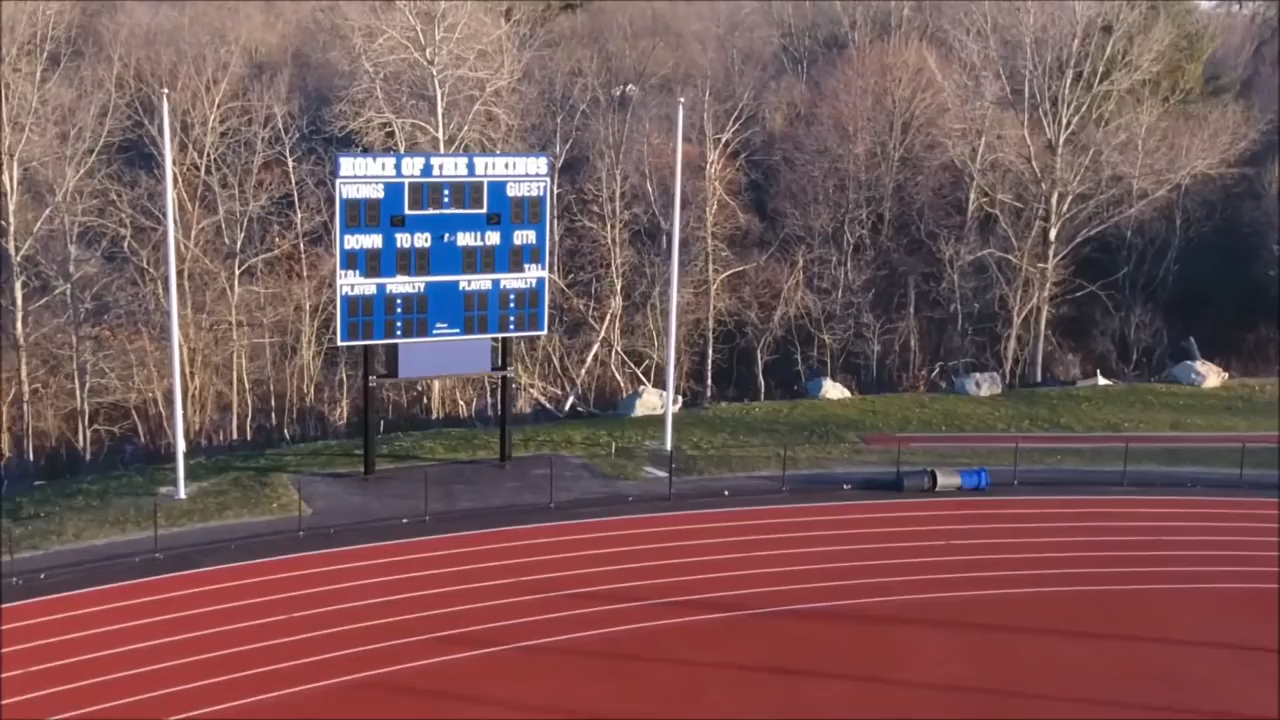 HOME OF THE VIKINGS
VIKINGS GUEST
DOWN TO GO BALL ON QTR
T.O.L T.O.L
PLAYER PENALTY PLAYER PENALTY